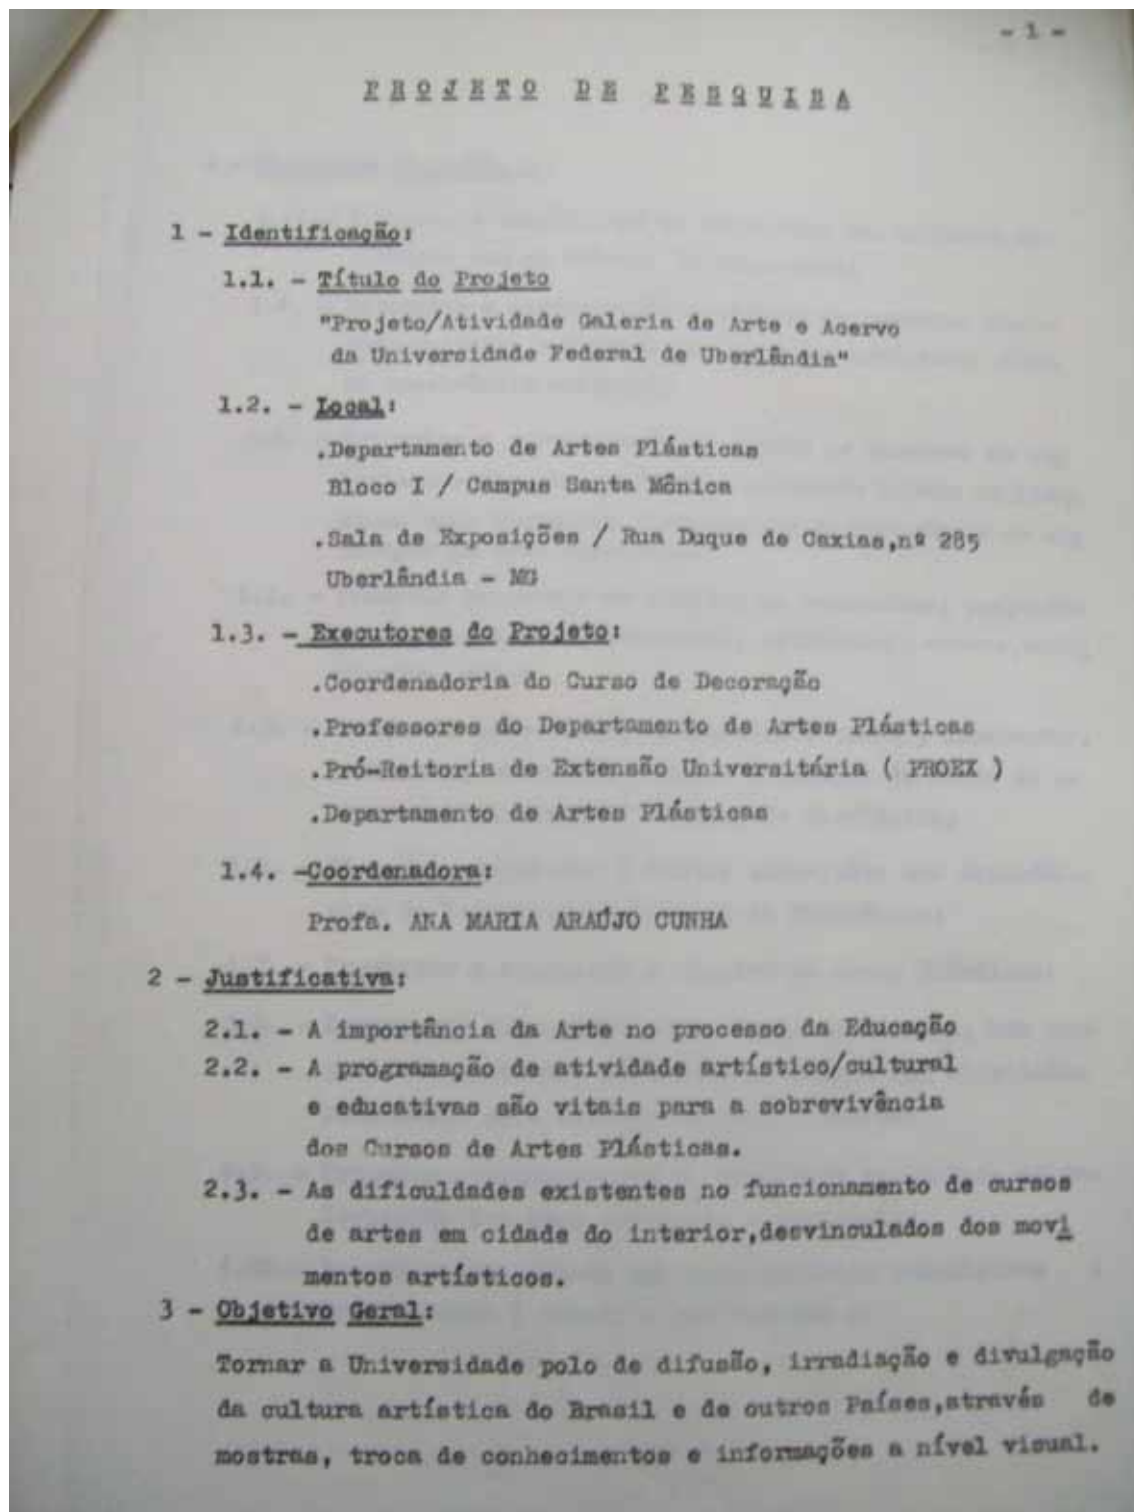 - 1 -
PROJETO DE PESQUISA
1 - Identificação:
1.1. - Título do Projeto
"Projeto/Atividade Galeria de Arte e Acervo
da Universidade Federal de Uberlândia"
1.2. - Local:
.Departamento de Artes Plásticas
Bloco I / Campus Santa Mônica
.Sala de Exposições / Rua Duque de Caxias,nº 285
Uberlândia - MG
1.3. - Executores do Projeto:
.Coordenadoria do Curso de Decoração
.Professores do Departamento de Artes Plásticas
.Pró-Reitoria de Extensão Universitária ( PROEX )
.Departamento de Artes Plásticas
1.4. -Coordenadora:
Profa. ANA MARIA ARAÚJO CUNHA
2 - Justificativa:
2.1. - A importância da Arte no processo da Educação
2.2. - A programação de atividade artístico/cultural
e educativas são vitais para a sobrevivência
dos Cursos de Artes Plásticas.
2.3. - As dificuldades existentes no funcionamento de cursos
de artes em cidade do interior,desvinculados dos movi
mentos artísticos.
3 - Objetivo Geral:
Tornar a Universidade polo de difusão, irradiação e divulgação
da cultura artística do Brasil e de outros Países,através de
mostras, troca de conhecimentos e informações a nível visual.